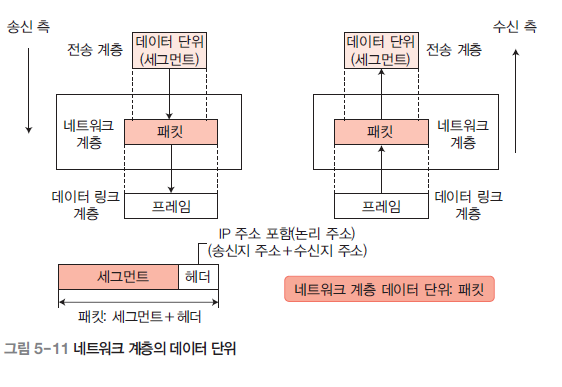 송신 측
수신 측
전송 계층
데이터 단위
(세그먼트)
데이터 단위
(세그먼트)
전송 계층
네트워크
계층
패킷
패킷
네트워크
계층
데이터 링크
계층
프레임
프레임
데이터 링크
계층
IP 주소 포함(논리 주소)
(송신지 주소+수신지 주소)
세그먼트
헤더
네트워크 계층 데이터 단위: 패킷
패킷: 세그먼트+헤더
그림 5-11 네트워크 계층의 데이터 단위